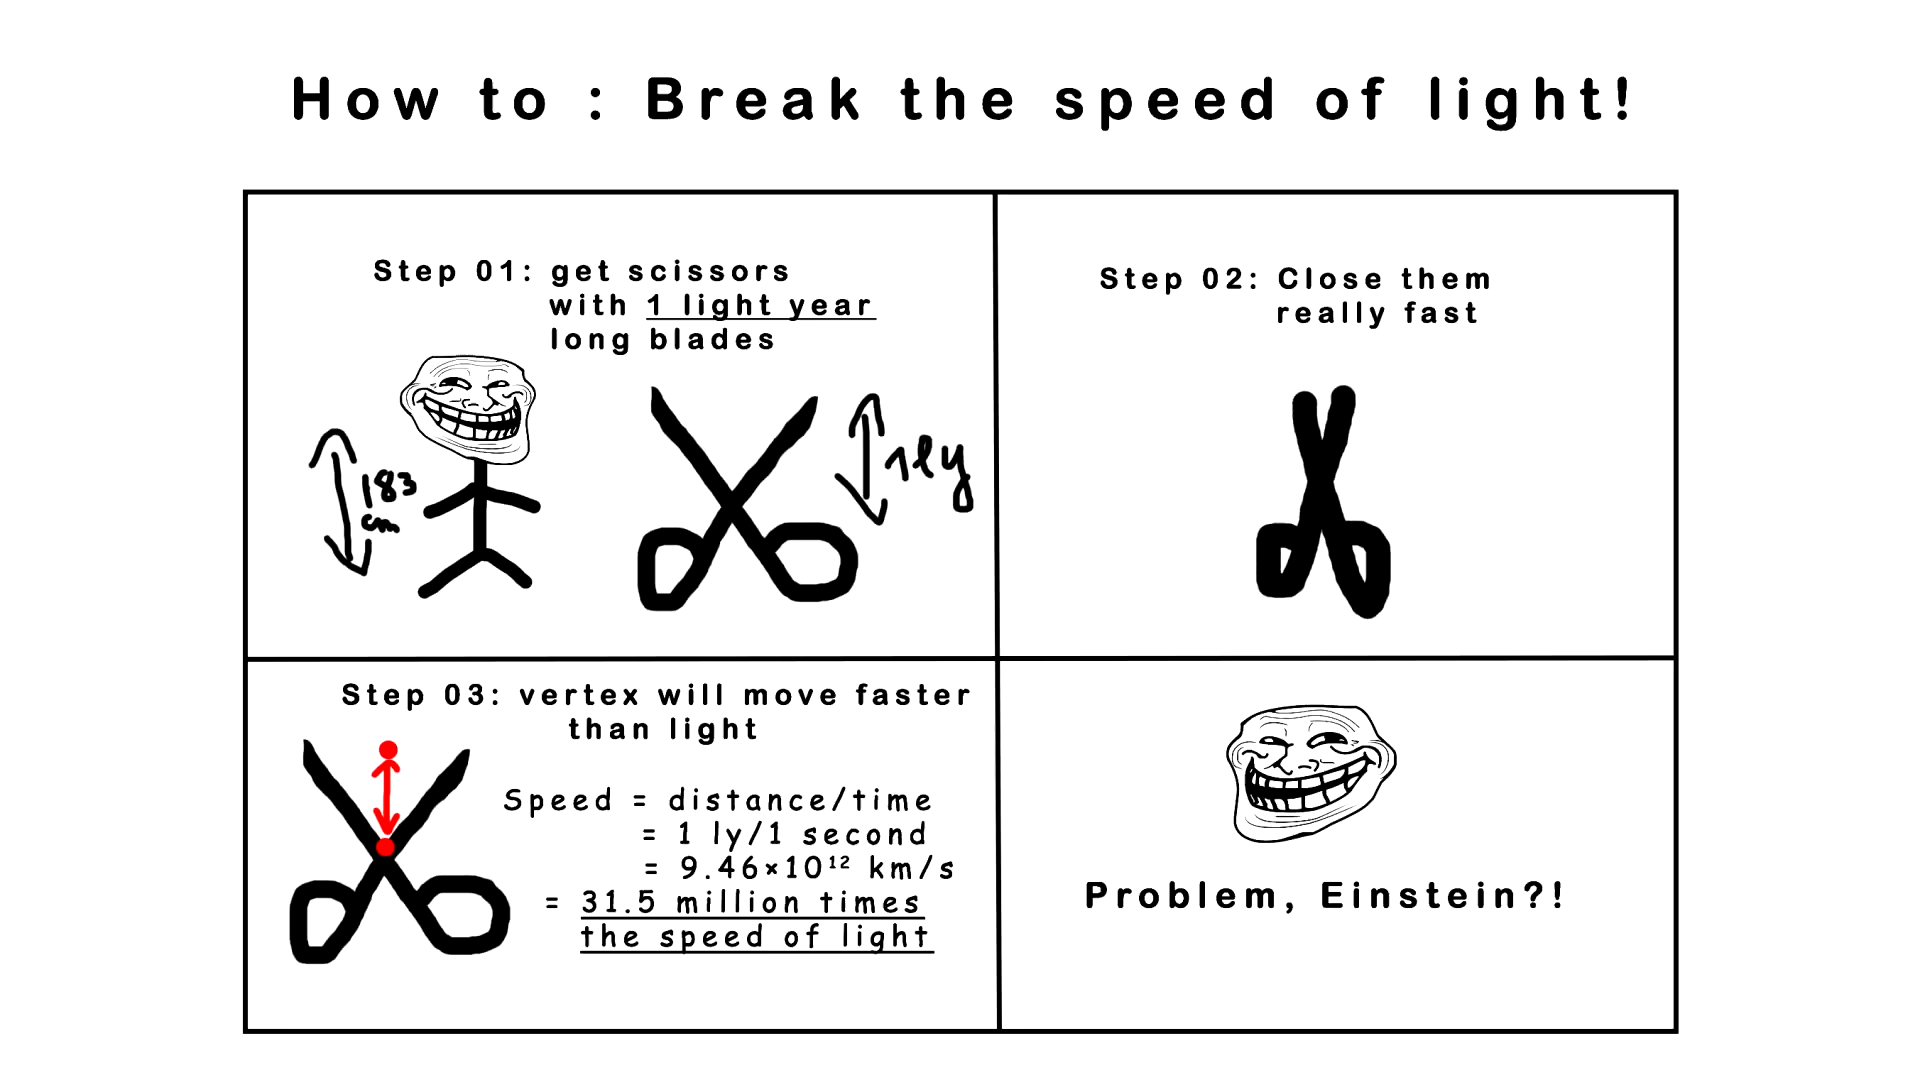 How to : Break the speed of light!
Step 01: get scissors
with 1 light year
long blades
183
cm
1ly
Step 02: Close them
really fast
Step 03: vertex will move faster
than light
Speed = distance/time
= 1 ly/1 second
= 9.46×10¹² km/s
= 31.5 million times
the speed of light
Problem, Einstein?!